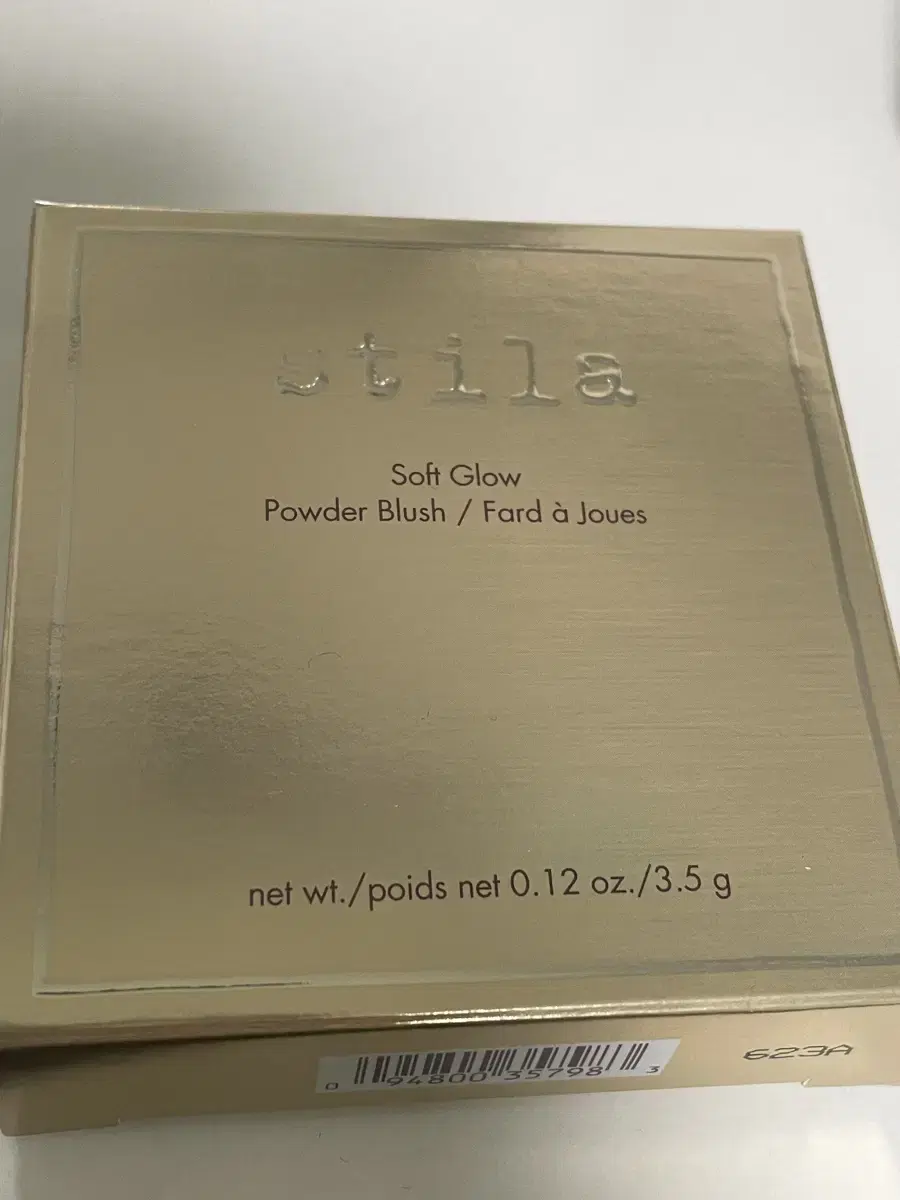 stila
Soft Glow
Powder Blush / Fard à Joues
net wt./poids net 0.12 oz./3.5 g
623A
0 94800 35798 3